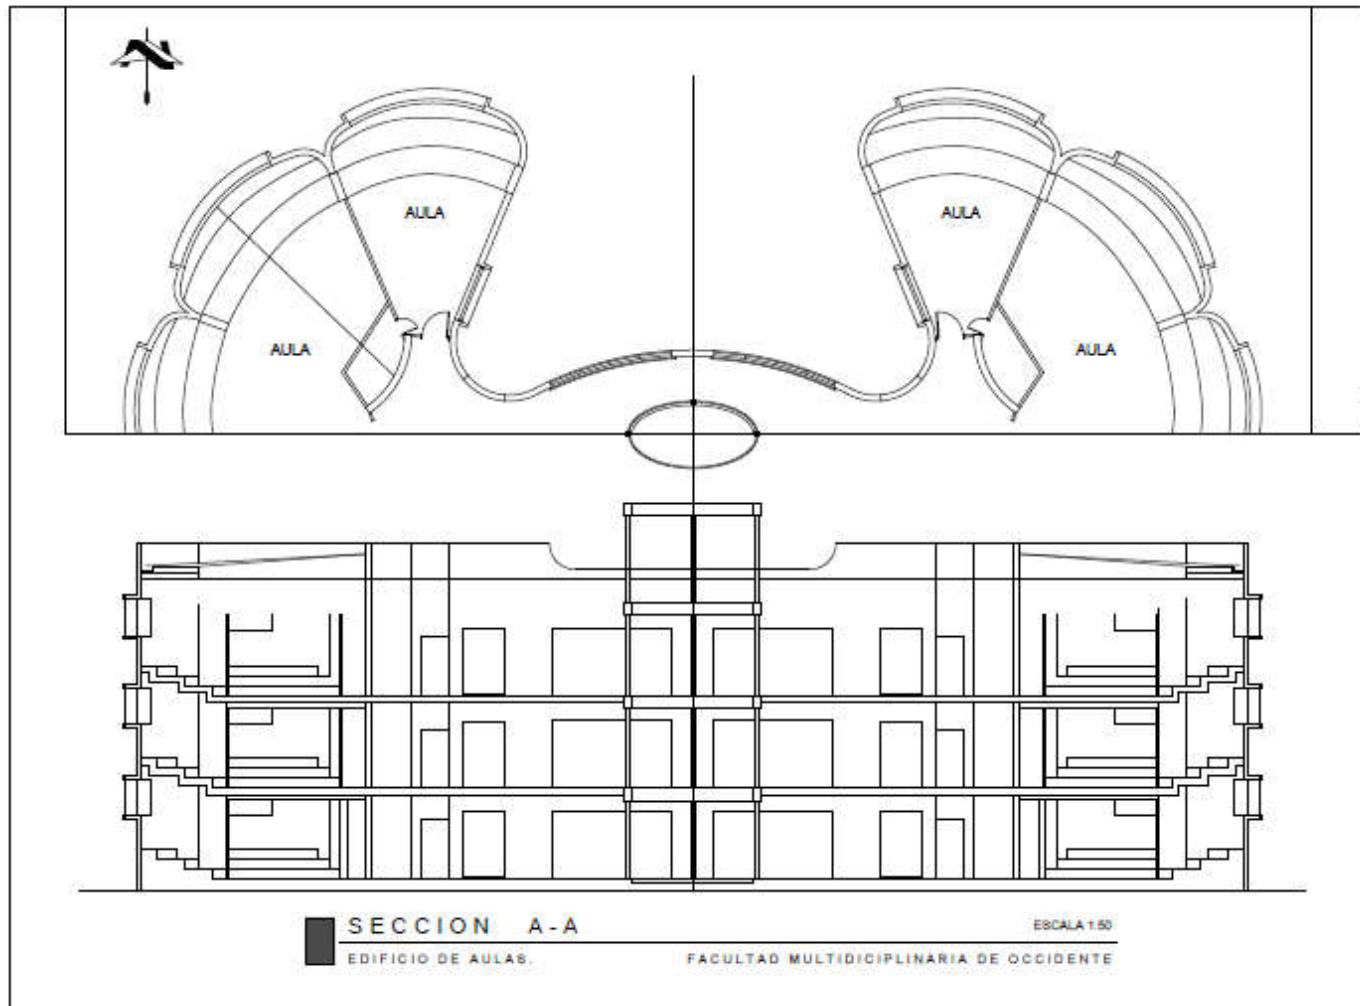 AULA
AULA
AULA
AULA
SECCION A-A
ESCALA 1:50
EDIFICIO DE AULAS.
FACULTAD MULTIDICIPLINARIA DE OCCIDENTE